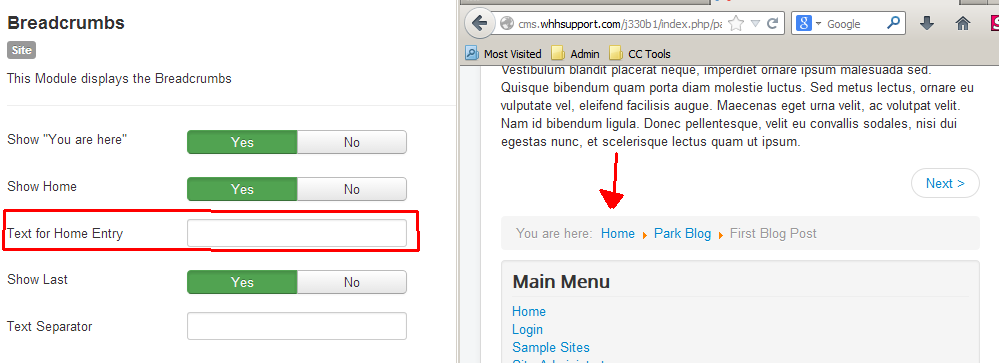 Breadcrumbs
Site
This Module displays the Breadcrumbs
Show "You are here"
Yes
No
Show Home
Yes
No
Text for Home Entry
Show Last
Yes
No
Text Separator
cms.whhsupport.com/j330b1/index.php/pa
Google
Most Visited
Admin
CC Tools
Vestibulum blandit placerat neque, imperdiet ornare ipsum malesuada sed.
Quisque bibendum quam porta diam molestie luctus. Sed metus lectus, ornare eu
vulputate vel, eleifend facilisis augue. Maecenas eget urna velit, ac volutpat velit.
Nam id bibendum ligula. Donec pellentesque, velit eu convallis sodales, nisi dui
egestas nunc, et scelerisque lectus quam ut ipsum.
Next >
You are here: Home Park Blog First Blog Post
Main Menu
Home
Login
Sample Sites